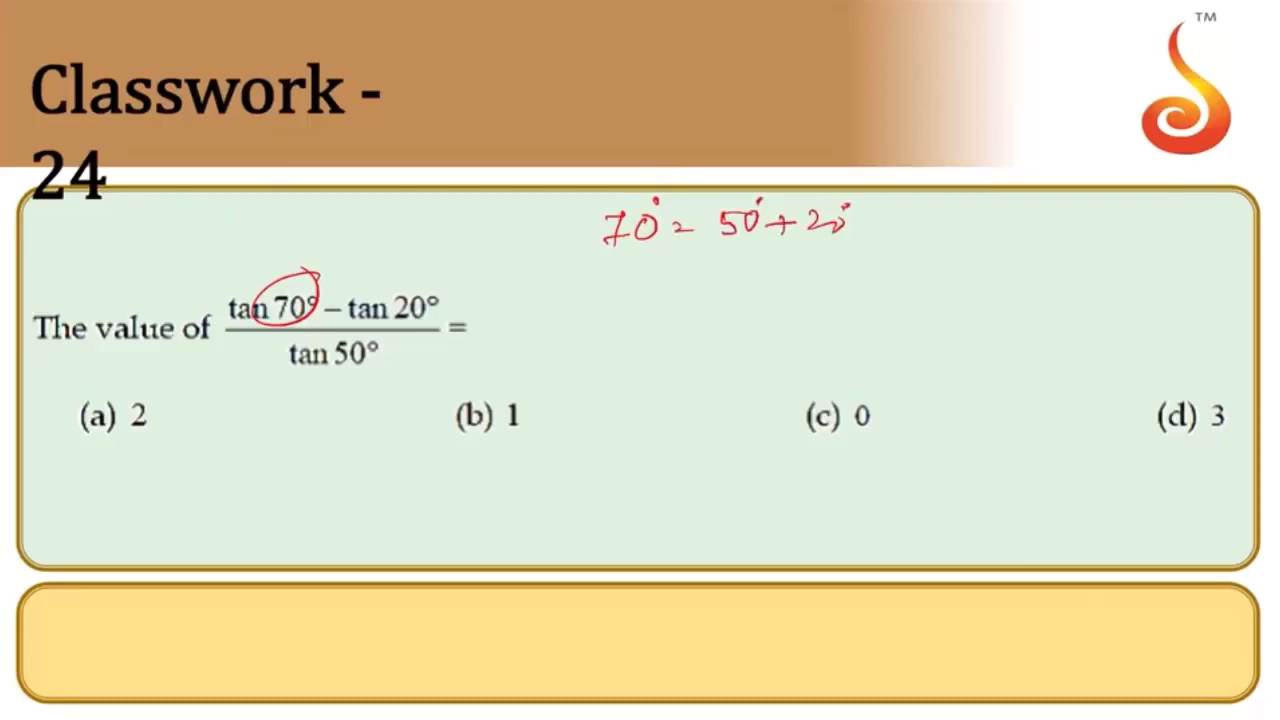 TM
Classwork -
24
70° = 50° + 20°
The value of (tan 70° – tan 20°) / (tan 50°) =
(a) 2 (b) 1 (c) 0 (d) 3